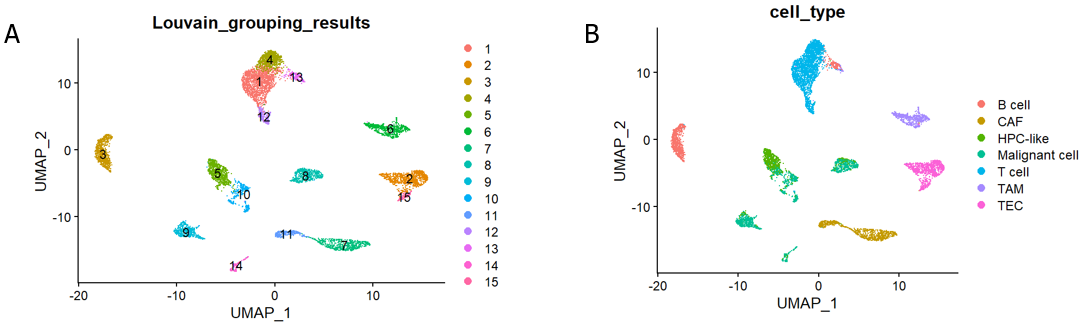 A
Louvain_grouping_results
UMAP_2
10
0
-10
-20
-10
0
10
UMAP_1
4
1
13
12
6
3
5
10
8
2
15
9
11
7
14
1
2
3
4
5
6
7
8
9
10
11
12
13
14
15
B
cell_type
UMAP_2
10
0
-10
-20
-10
0
10
UMAP_1
B cell
CAF
HPC-like
Malignant cell
T cell
TAM
TEC